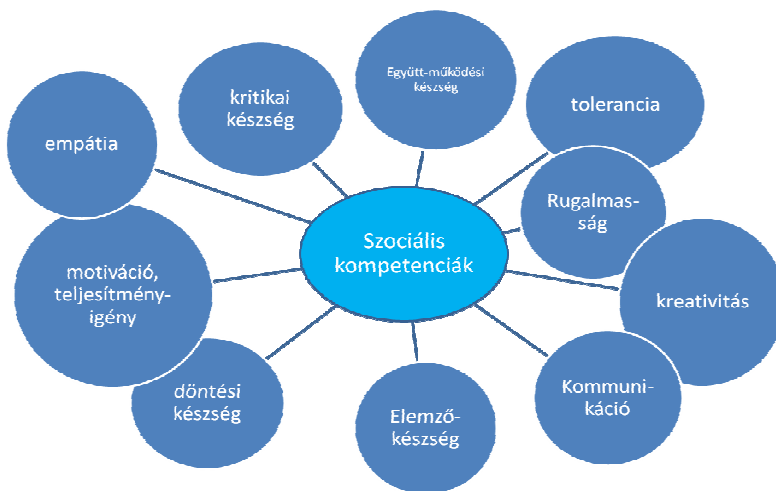 Együtt-működési
készség
kritikai
készség
tolerancia
empátia
Rugalmas-
ság
Szociális
kompetenciák
motiváció,
teljesítmény-
igény
kreativitás
döntési
készség
Kommuni-
káció
Elemző-
készség